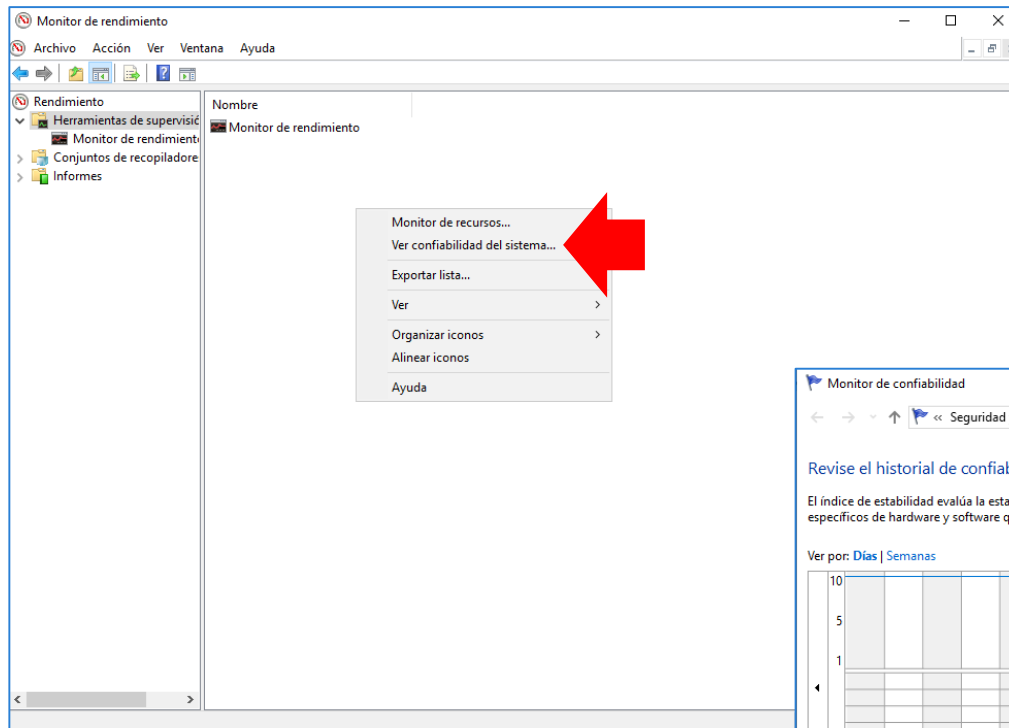 Monitor de rendimiento
Archivo Acción Ver Ventana Ayuda
Rendimiento
Herramientas de supervisió
Monitor de rendimient
Conjuntos de recopiladore
Informes
Nombre
Monitor de rendimiento
Monitor de recursos...
Ver confiabilidad del sistema...
Exportar lista...
Ver
Organizar iconos
Alinear iconos
Ayuda
Monitor de confiabilidad
« Seguridad
Revise el historial de confiab
El índice de estabilidad evalúa la esta
específicos de hardware y software q
Ver por: Días | Semanas
10
5
1